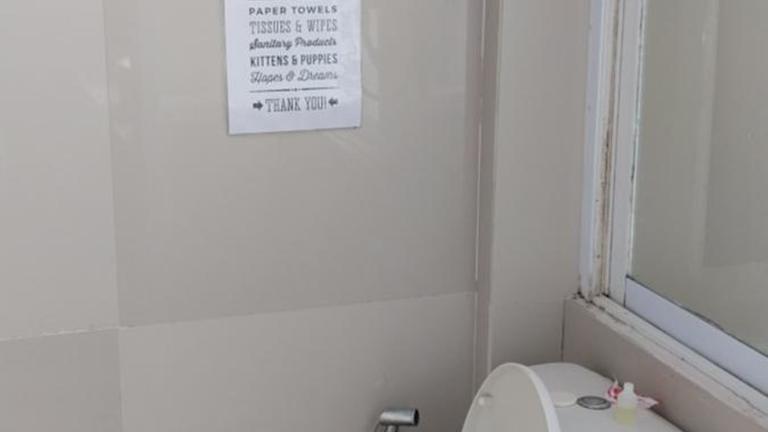 PAPER TOWELS
TISSUES & WIPES
Sanitary Products
KITTENS & PUPPIES
Hopes & Dreams
THANK YOU!